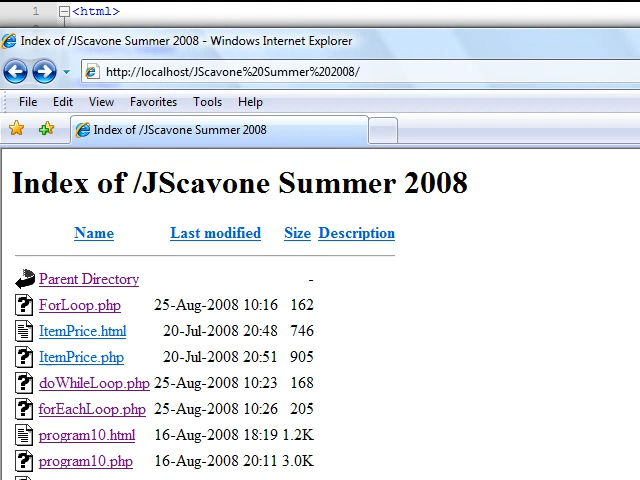 1 <html>
Index of /JScavone Summer 2008 - Windows Internet Explorer
http://localhost/JScavone%20Summer%202008/
File Edit View Favorites Tools Help
Index of /JScavone Summer 2008
Index of /JScavone Summer 2008
Name Last modified Size Description
Parent Directory -
ForLoop.php 25-Aug-2008 10:16 162
ItemPrice.html 20-Jul-2008 20:48 746
ItemPrice.php 20-Jul-2008 20:51 905
doWhileLoop.php 25-Aug-2008 10:23 168
forEachLoop.php 25-Aug-2008 10:26 205
program10.html 16-Aug-2008 18:19 1.2K
program10.php 16-Aug-2008 20:11 3.0K